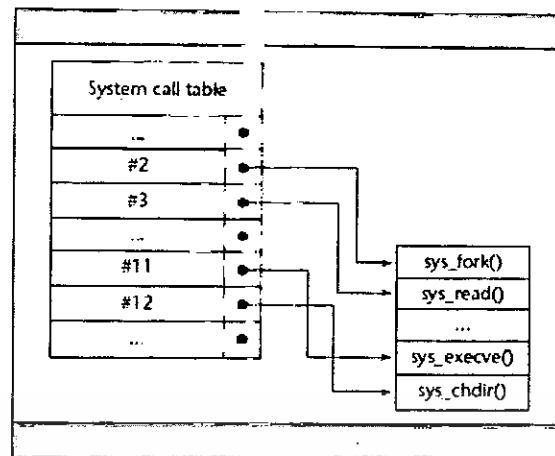 System call table
...
#2
#3
...
#11
#12
...
sys_fork()
sys_read()
...
sys_execve()
sys_chdir()